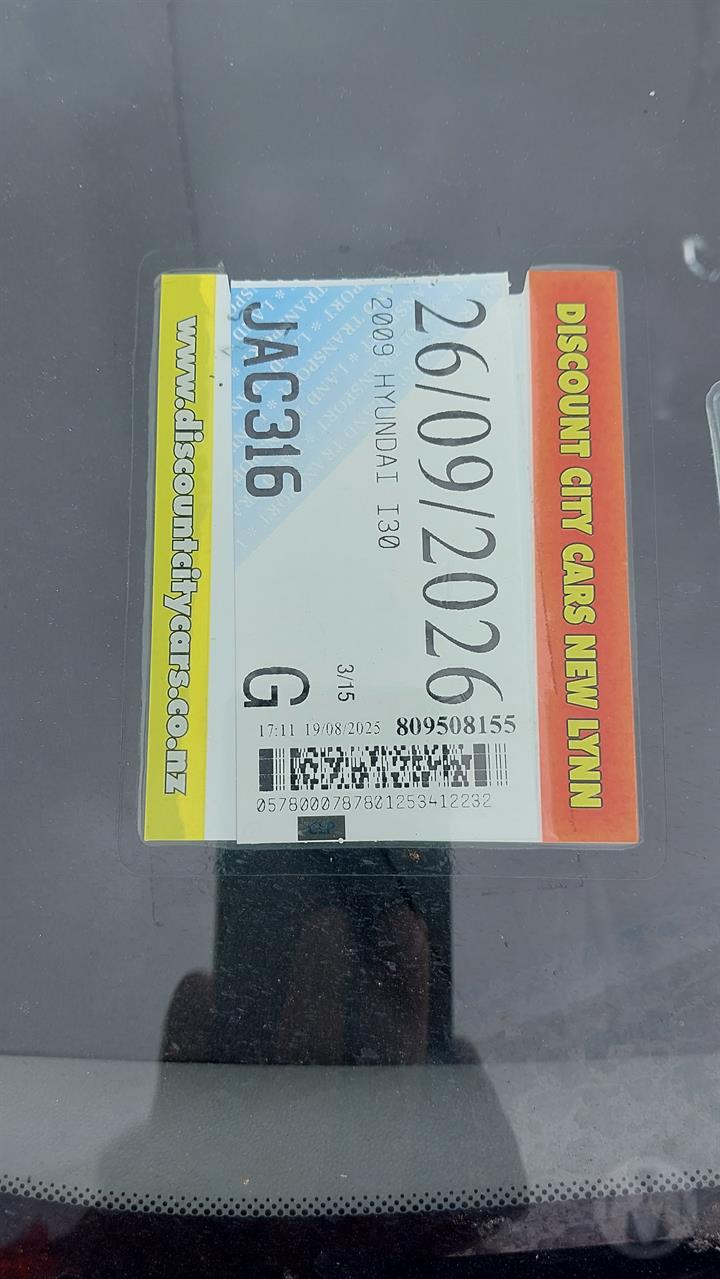 DISCOUNT CITY CARS NEW LYNN
26/09/2026
2009 HYUNDAI I30
3/15
JAC316
G
17:11 19/08/2025 809508155
0578000787801253412232
CSP
www.discountcitycars.co.nz